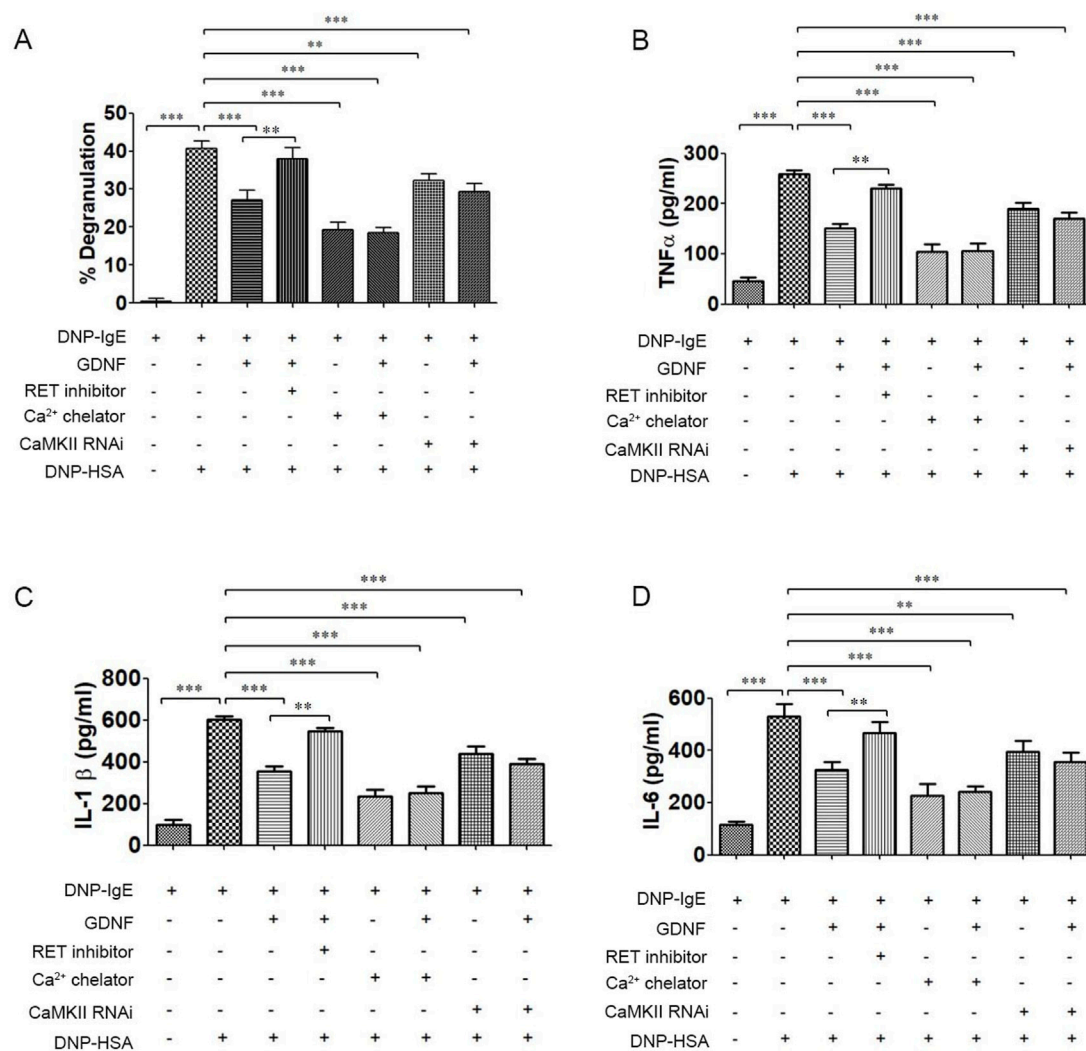 A
***
**
***
***
*** *** **
50
40
30
20
10
0
% Degranulation
DNP-IgE + + + + + + + +
GDNF - - + + - + - +
RET inhibitor - - - + - - - -
Ca²⁺ chelator - - - - + + - -
CaMKII RNAi - - - - - - + +
DNP-HSA - + + + + + + +
B
***
***
***
***
*** *** **
300
200
100
0
TNFα (pg/ml)
DNP-IgE + + + + + + + +
GDNF - - + + - + - +
RET inhibitor - - - + - - - -
Ca²⁺ chelator - - - - + + - -
CaMKII RNAi - - - - - - + +
DNP-HSA - + + + + + + +
C
***
***
***
***
*** *** **
800
600
400
200
0
IL-1 β (pg/ml)
DNP-IgE + + + + + + + +
GDNF - - + + - + - +
RET inhibitor - - - + - - - -
Ca²⁺ chelator - - - - + + - -
CaMKII RNAi - - - - - - + +
DNP-HSA - + + + + + + +
D
***
**
***
***
*** *** **
600
400
200
0
IL-6 (pg/ml)
DNP-IgE + + + + + + + +
GDNF - - + + - + - +
RET inhibitor - - - + - - - -
Ca²⁺ chelator - - - - + + - -
CaMKII RNAi - - - - - - + +
DNP-HSA - + + + + + + +